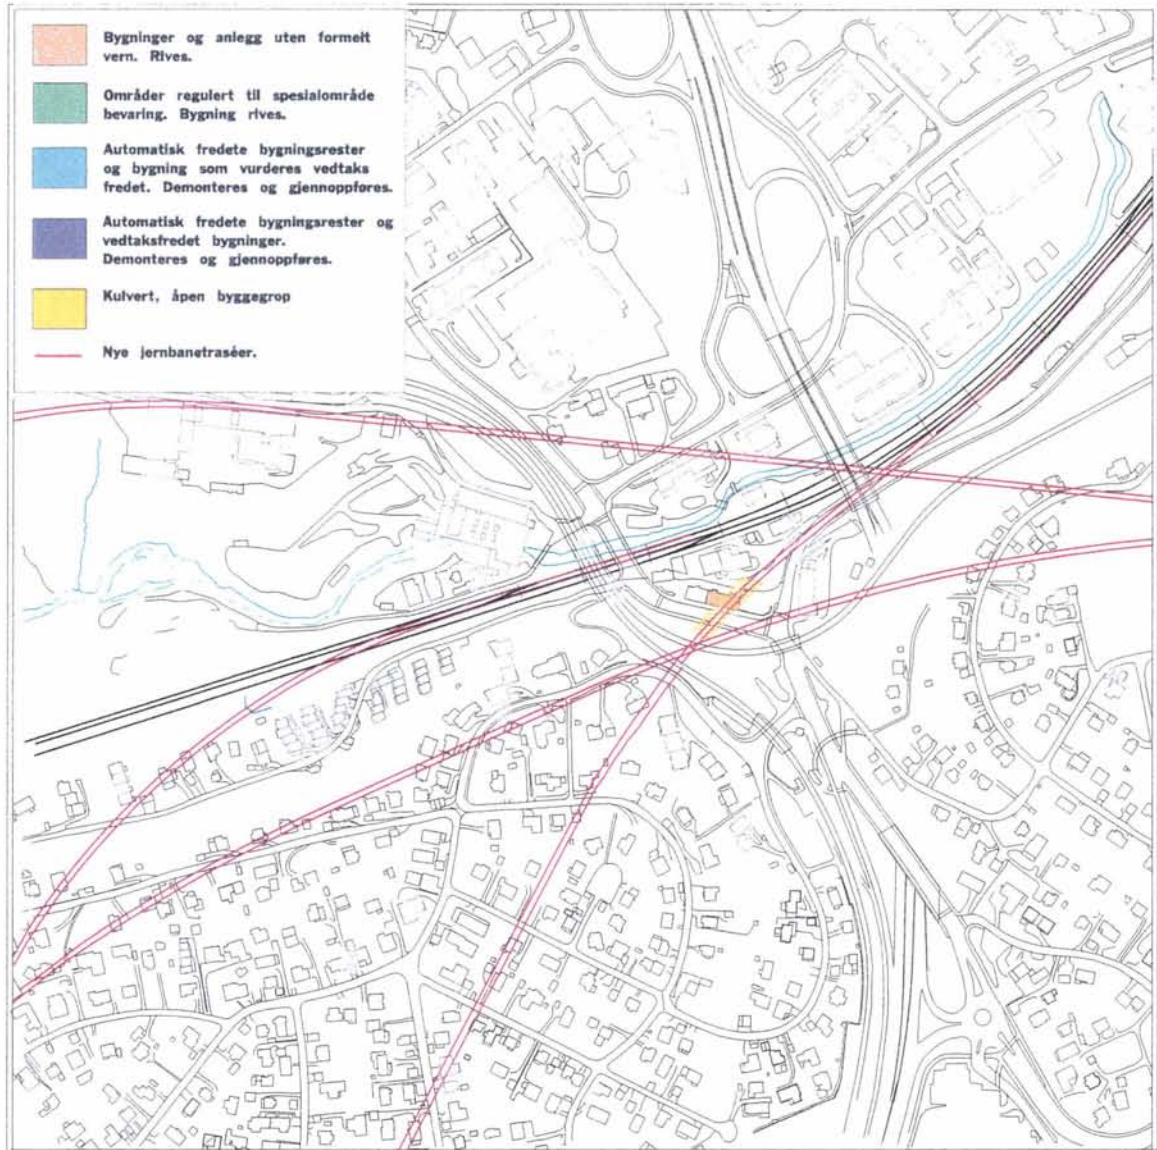 Bygninger og anlegg uten formelt
vern. Rives.
Områder regulert til spesialområde
bevaring. Bygning rives.
Automatisk fredete bygningsrester
og bygning som vurderes vedtaks
fredet. Demonteres og gjennoppføres.
Automatisk fredete bygningsrester og
vedtaksfredet bygninger.
Demonteres og gjennoppføres.
Kulvert, åpen byggegrop
Nye jernbanetraséer.